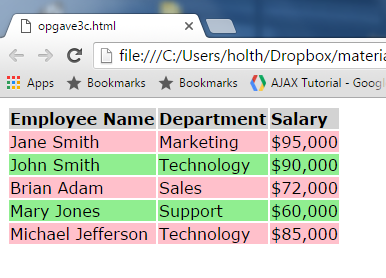 opgave3c.html
file:///C:/Users/holth/Dropbox/materia
Apps Bookmarks Bookmarks AJAX Tutorial - Googl
Employee Name Department Salary
Jane Smith Marketing $95,000
John Smith Technology $90,000
Brian Adam Sales $72,000
Mary Jones Support $60,000
Michael Jefferson Technology $85,000